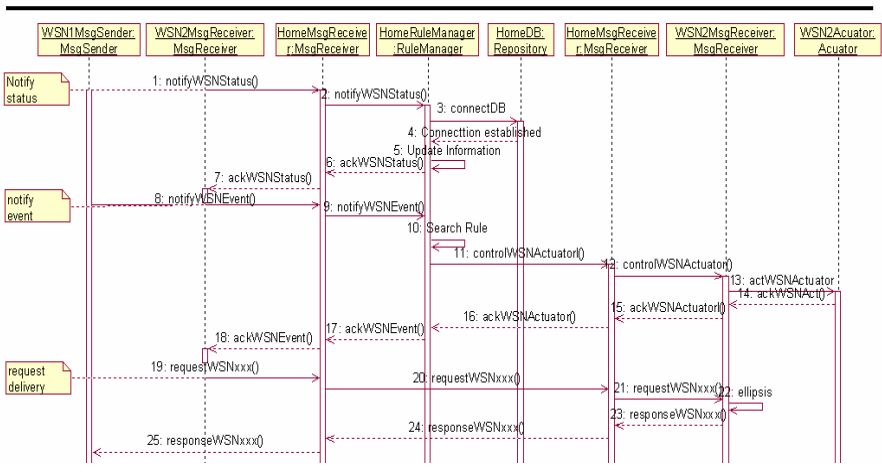 WSN1MsgSender:
MsgSender
WSN2MsgReceiver:
MsgReceiver
HomeMsgReceive
r:MsgReceiver
HomeRuleManager
:RuleManager
HomeDB:
Repository
HomeMsgReceive
r:MsgReceiver
WSN2MsgReceiver:
MsgReceiver
WSN2Acuator:
Acuator
Notify
status
1: notifyWSNStatus()
2: notifyWSNStatus()
3: connectDB
4: Connecttion established
5: Update Information
6: ackWSNStatus()
7: ackWSNStatus()
notify
event
8: notifyWSNEvent()
9: notifyWSNEvent()
10: Search Rule
11: controlWSNActuatorl()
12: controlWSNActuator()
13: actWSNActuator
14: ackWSNAct()
15: ackWSNActuatorl()
16: ackWSNActuator()
17: ackWSNEvent()
18: ackWSNEvent()
request
delivery
19: requestWSNxxx()
20: requestWSNxxx()
21: requestWSNxxx()
22: ellipsis
23: responseWSNxxx()
24: responseWSNxxx()
25: responseWSNxxx()